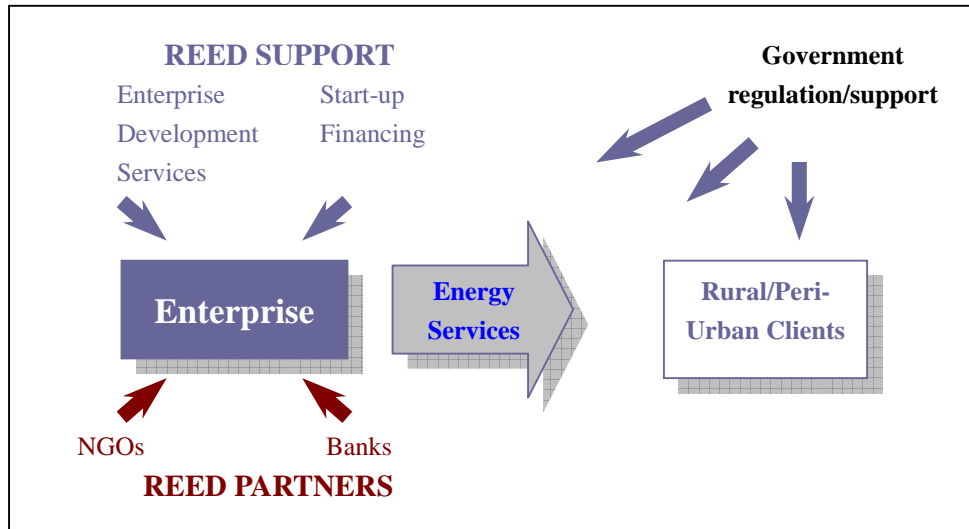 REED SUPPORT
Enterprise
Development
Services
Start-up
Financing
Government
regulation/support
Enterprise
Energy
Services
Rural/Peri-
Urban Clients
NGOs
Banks
REED PARTNERS